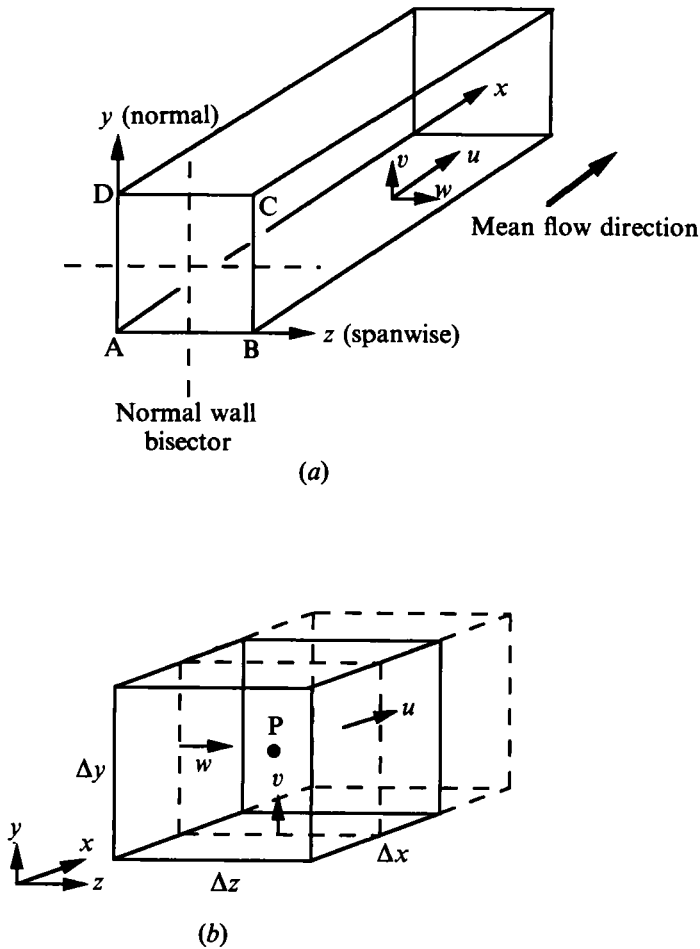 y (normal)
x
D
v
u
C
w
Mean flow direction
A
B
z (spanwise)
Normal wall
bisector
(a)
u
P
w
Δy
v
y
x
Δx
z
Δz
(b)